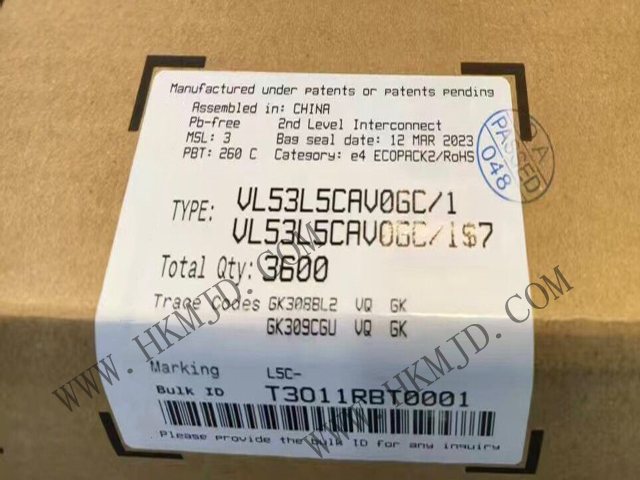 Manufactured under patents or patents pending
Assembled in: CHINA
Pb-free 2nd Level Interconnect
MSL: 3 Bag seal date: 12 MAR 2023
PBT: 260 C Category: e4 ECOPACK2/RoHS
Q A
PASSED
048
TYPE: VL53L5CAV0GC/1
VL53L5CAV0GC/1$7
Total Qty: 3600
Trace Codes GK308BL2 VQ GK
GK309CGU VQ GK
Marking L5C-
Bulk ID T3011RBT0001
Please provide the bulk ID for any inquiry
WWW.HKMJD.COM
WWW.HKMJD.COM